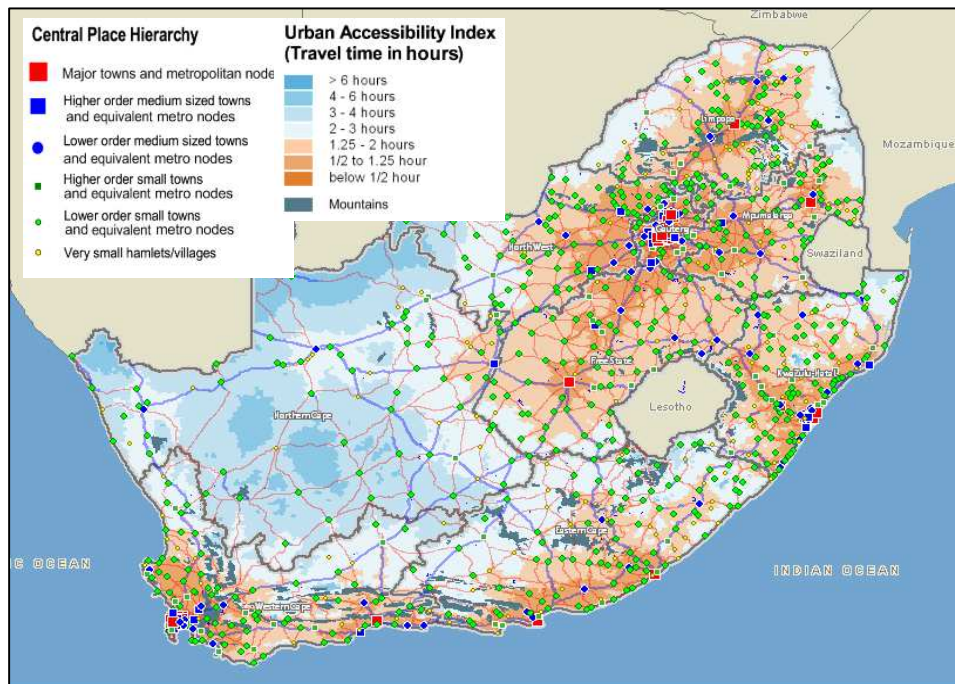 Central Place Hierarchy
Major towns and metropolitan node
Higher order medium sized towns
and equivalent metro nodes
Lower order medium sized towns
and equivalent metro nodes
Higher order small towns
and equivalent metro nodes
Lower order small towns
and equivalent metro nodes
Very small hamlets/villages
Urban Accessibility Index
(Travel time in hours)
> 6 hours
4 - 6 hours
3 - 4 hours
2 - 3 hours
1.25 - 2 hours
1/2 to 1.25 hour
below 1/2 hour
Mountains
Zimbabwe
Limpopo
Mozambique
Mpumalanga
Gauteng
North West
Swaziland
Free State
KwaZulu-Natal
Lesotho
Northern Cape
Eastern Cape
IC OCEAN
INDIAN OCEAN
Western Cape